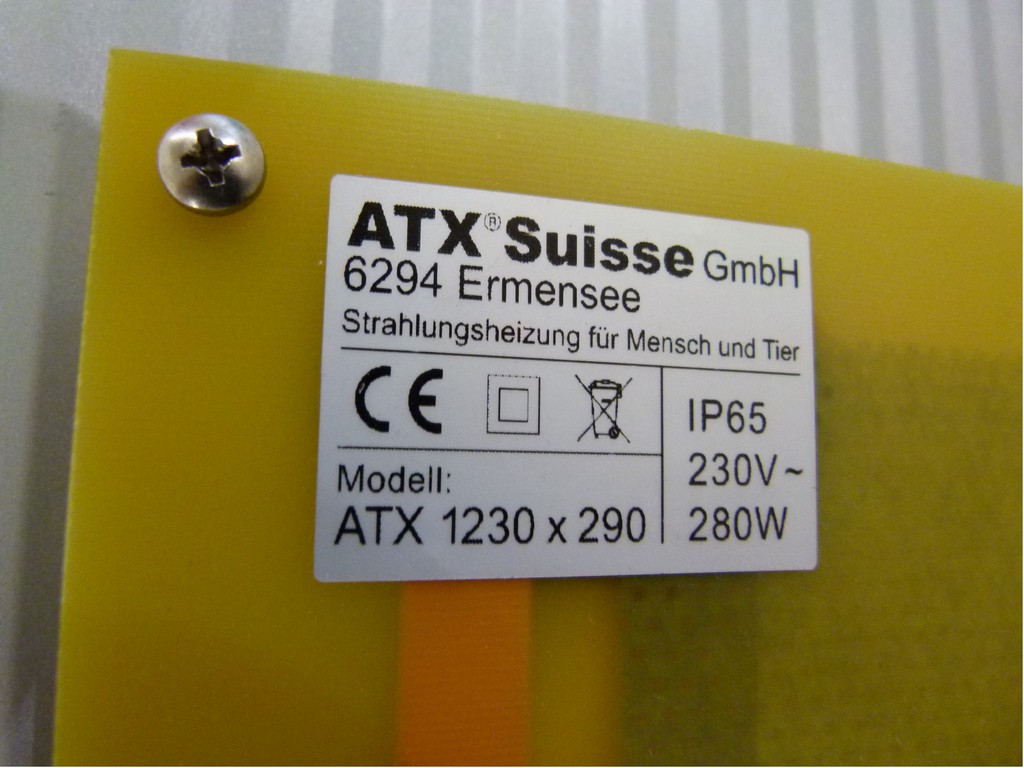 ATX® Suisse GmbH
6294 Ermensee
Strahlungsheizung für Mensch und Tier
CE
IP65
230V~
280W
Modell:
ATX 1230 x 290